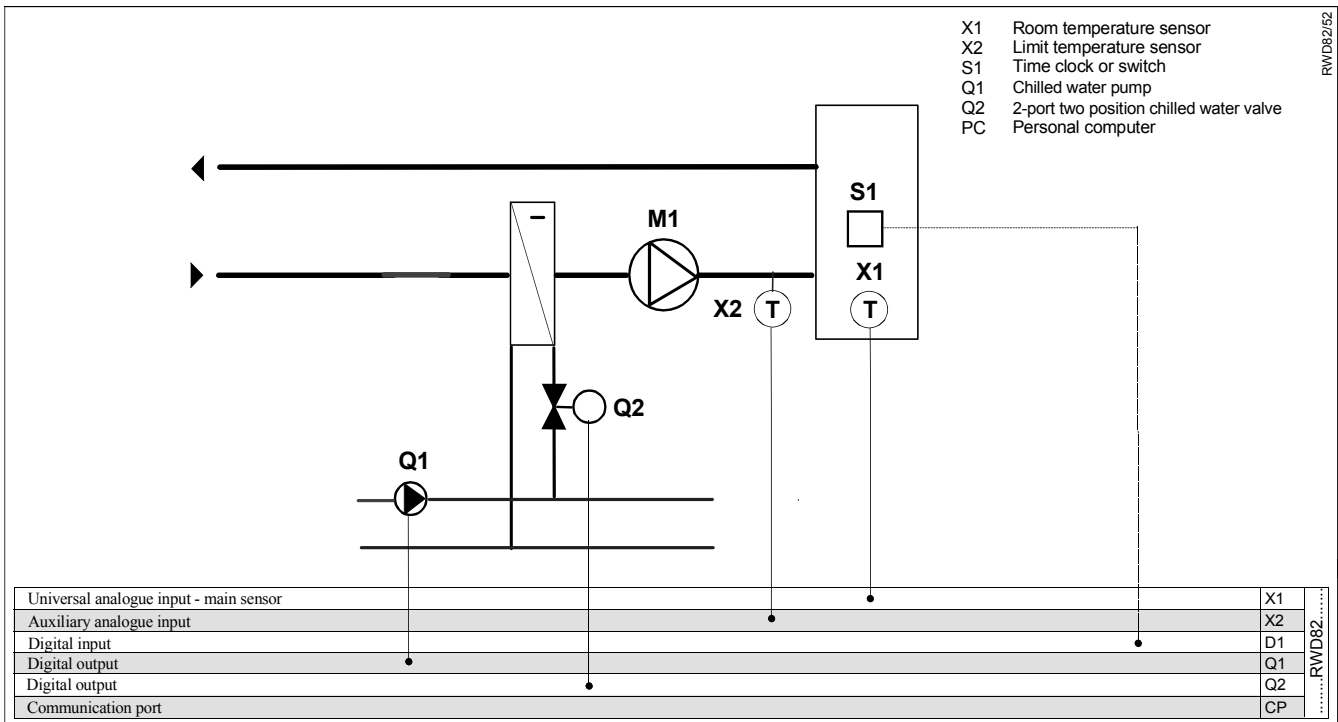 X1 Room temperature sensor
X2 Limit temperature sensor
S1 Time clock or switch
Q1 Chilled water pump
Q2 2-port two position chilled water valve
PC Personal computer
RWD82/52
S1
M1
X1
X2
T
T
Q2
Q1
Universal analogue input - main sensor X1
Auxiliary analogue input X2
Digital input D1
Digital output Q1
Digital output Q2
Communication port CP
........RWD82........